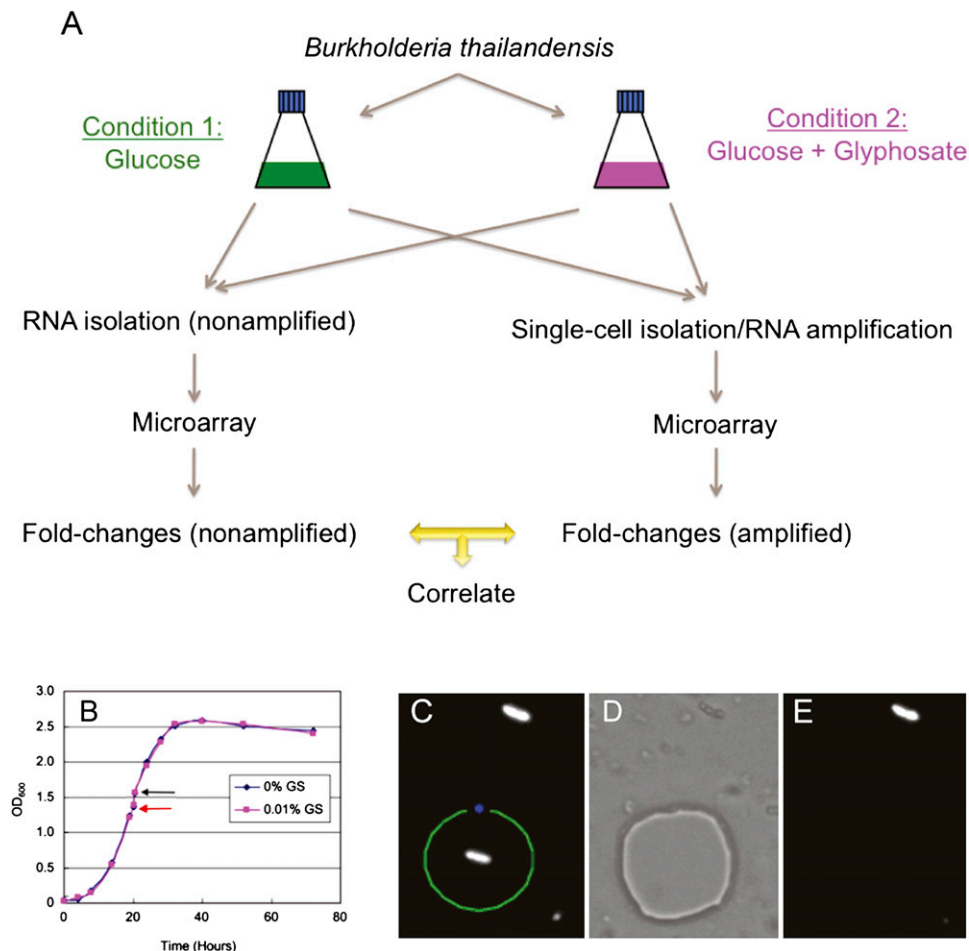 A
Burkholderia thailandensis
Condition 1:
Glucose
Condition 2:
Glucose + Glyphosate
RNA isolation (nonamplified)
Single-cell isolation/RNA amplification
Microarray
Microarray
Fold-changes (nonamplified)
Fold-changes (amplified)
Correlate
B
3.0
2.5
2.0
1.5
1.0
0.5
0
OD600
0% GS
0.01% GS
0
20
40
60
80
Time (Hours)
C
D
E